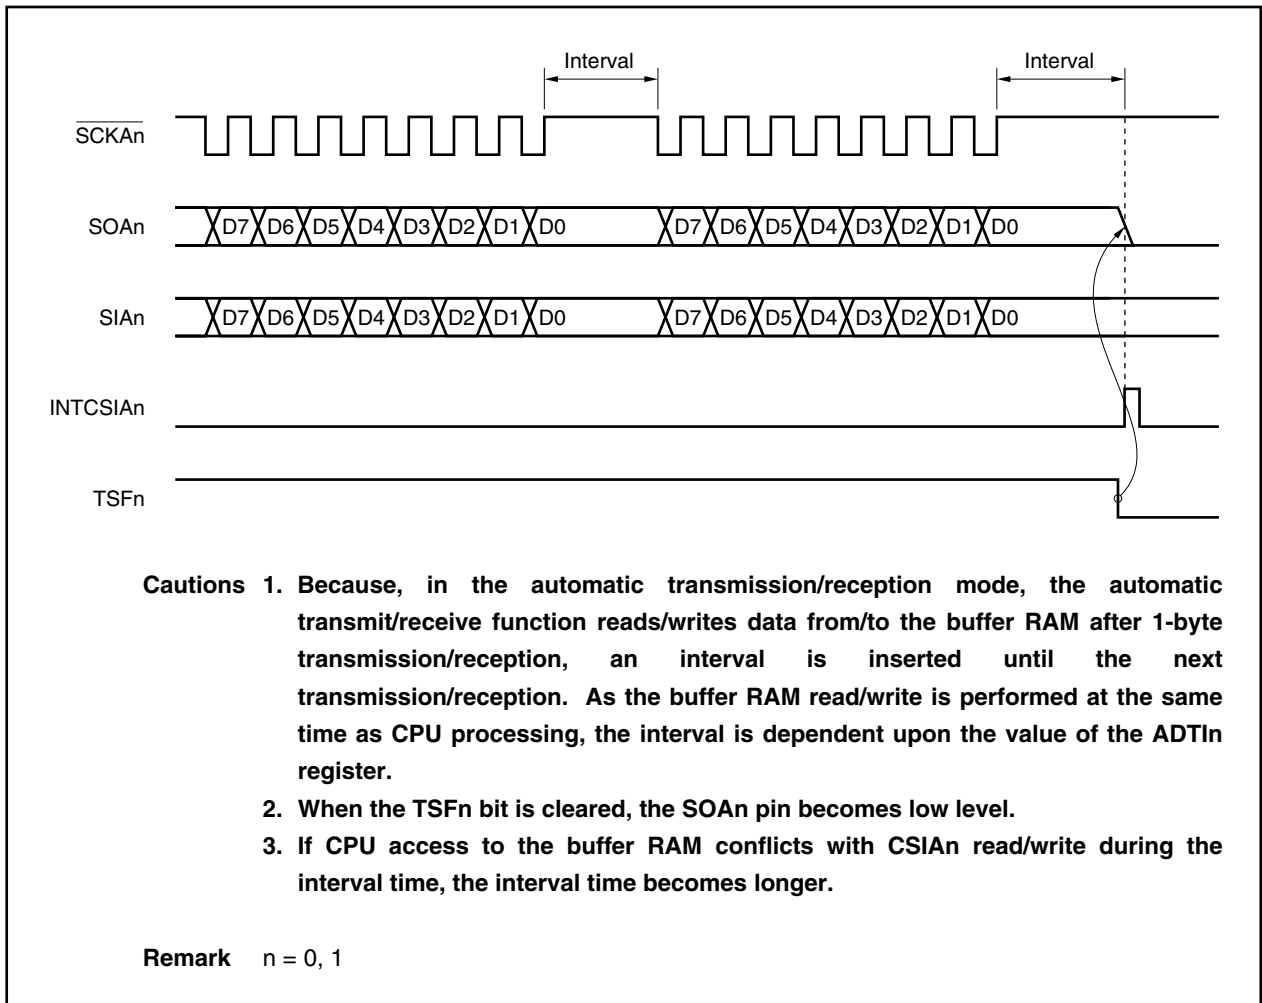 Interval Interval
SCKAn
SOAn D7 D6 D5 D4 D3 D2 D1 D0 D7 D6 D5 D4 D3 D2 D1 D0
SIAn D7 D6 D5 D4 D3 D2 D1 D0 D7 D6 D5 D4 D3 D2 D1 D0
INTCSIAn
TSFn
Cautions 1. Because, in the automatic transmission/reception mode, the automatic
transmit/receive function reads/writes data from/to the buffer RAM after 1-byte
transmission/reception, an interval is inserted until the next
transmission/reception. As the buffer RAM read/write is performed at the same
time as CPU processing, the interval is dependent upon the value of the ADTIn
register.
2. When the TSFn bit is cleared, the SOAn pin becomes low level.
3. If CPU access to the buffer RAM conflicts with CSIAn read/write during the
interval time, the interval time becomes longer.
Remark n = 0, 1